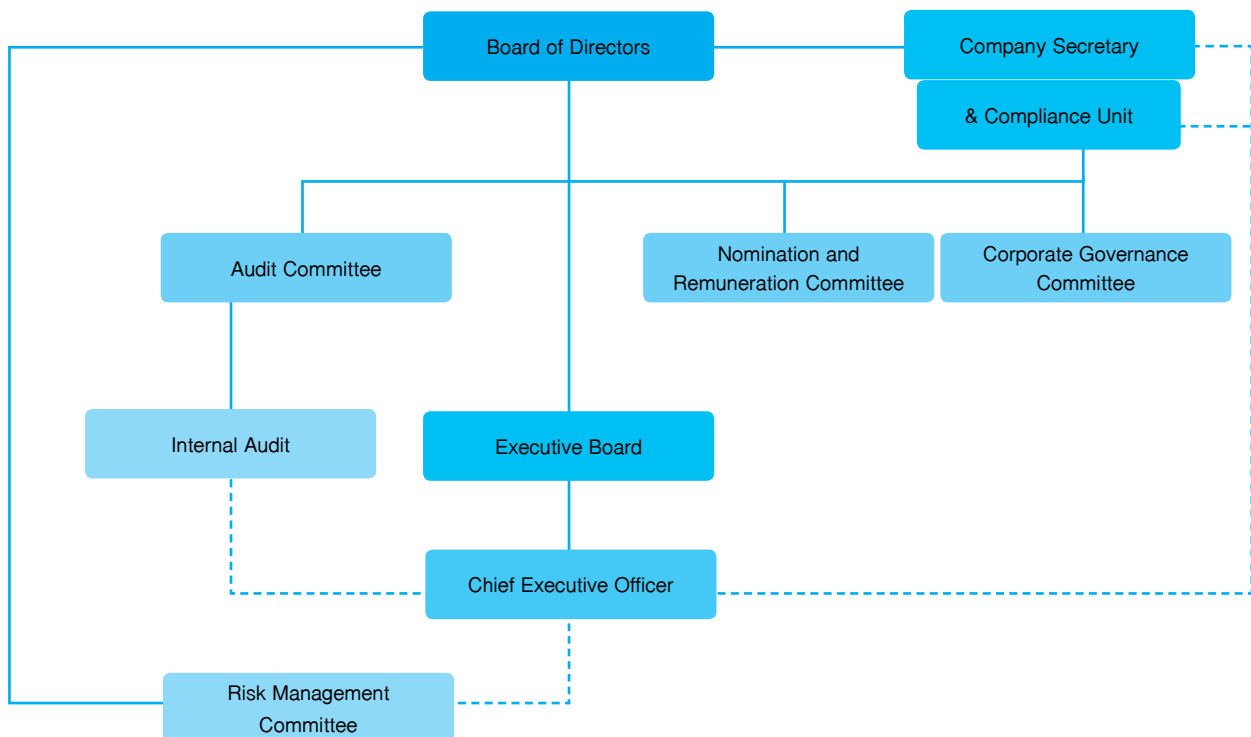 Board of Directors
Company Secretary
& Compliance Unit
Audit Committee
Nomination and
Remuneration Committee
Corporate Governance
Committee
Internal Audit
Executive Board
Chief Executive Officer
Risk Management
Committee